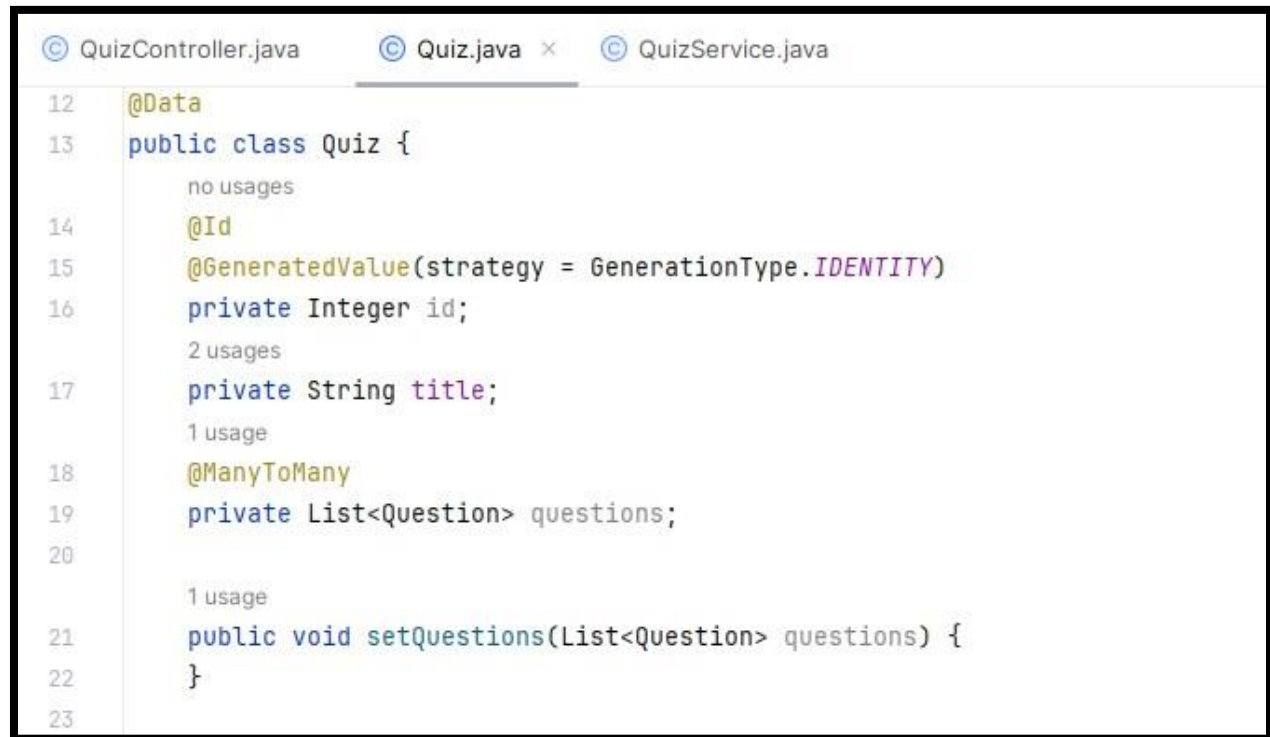 QuizController.java Quiz.java × QuizService.java
12 @Data
13 public class Quiz {
no usages
14 @Id
15 @GeneratedValue(strategy = GenerationType.IDENTITY)
16 private Integer id;
2 usages
17 private String title;
1 usage
18 @ManyToMany
19 private List<Question> questions;
20
1 usage
21 public void setQuestions(List<Question> questions) {
22 }
23